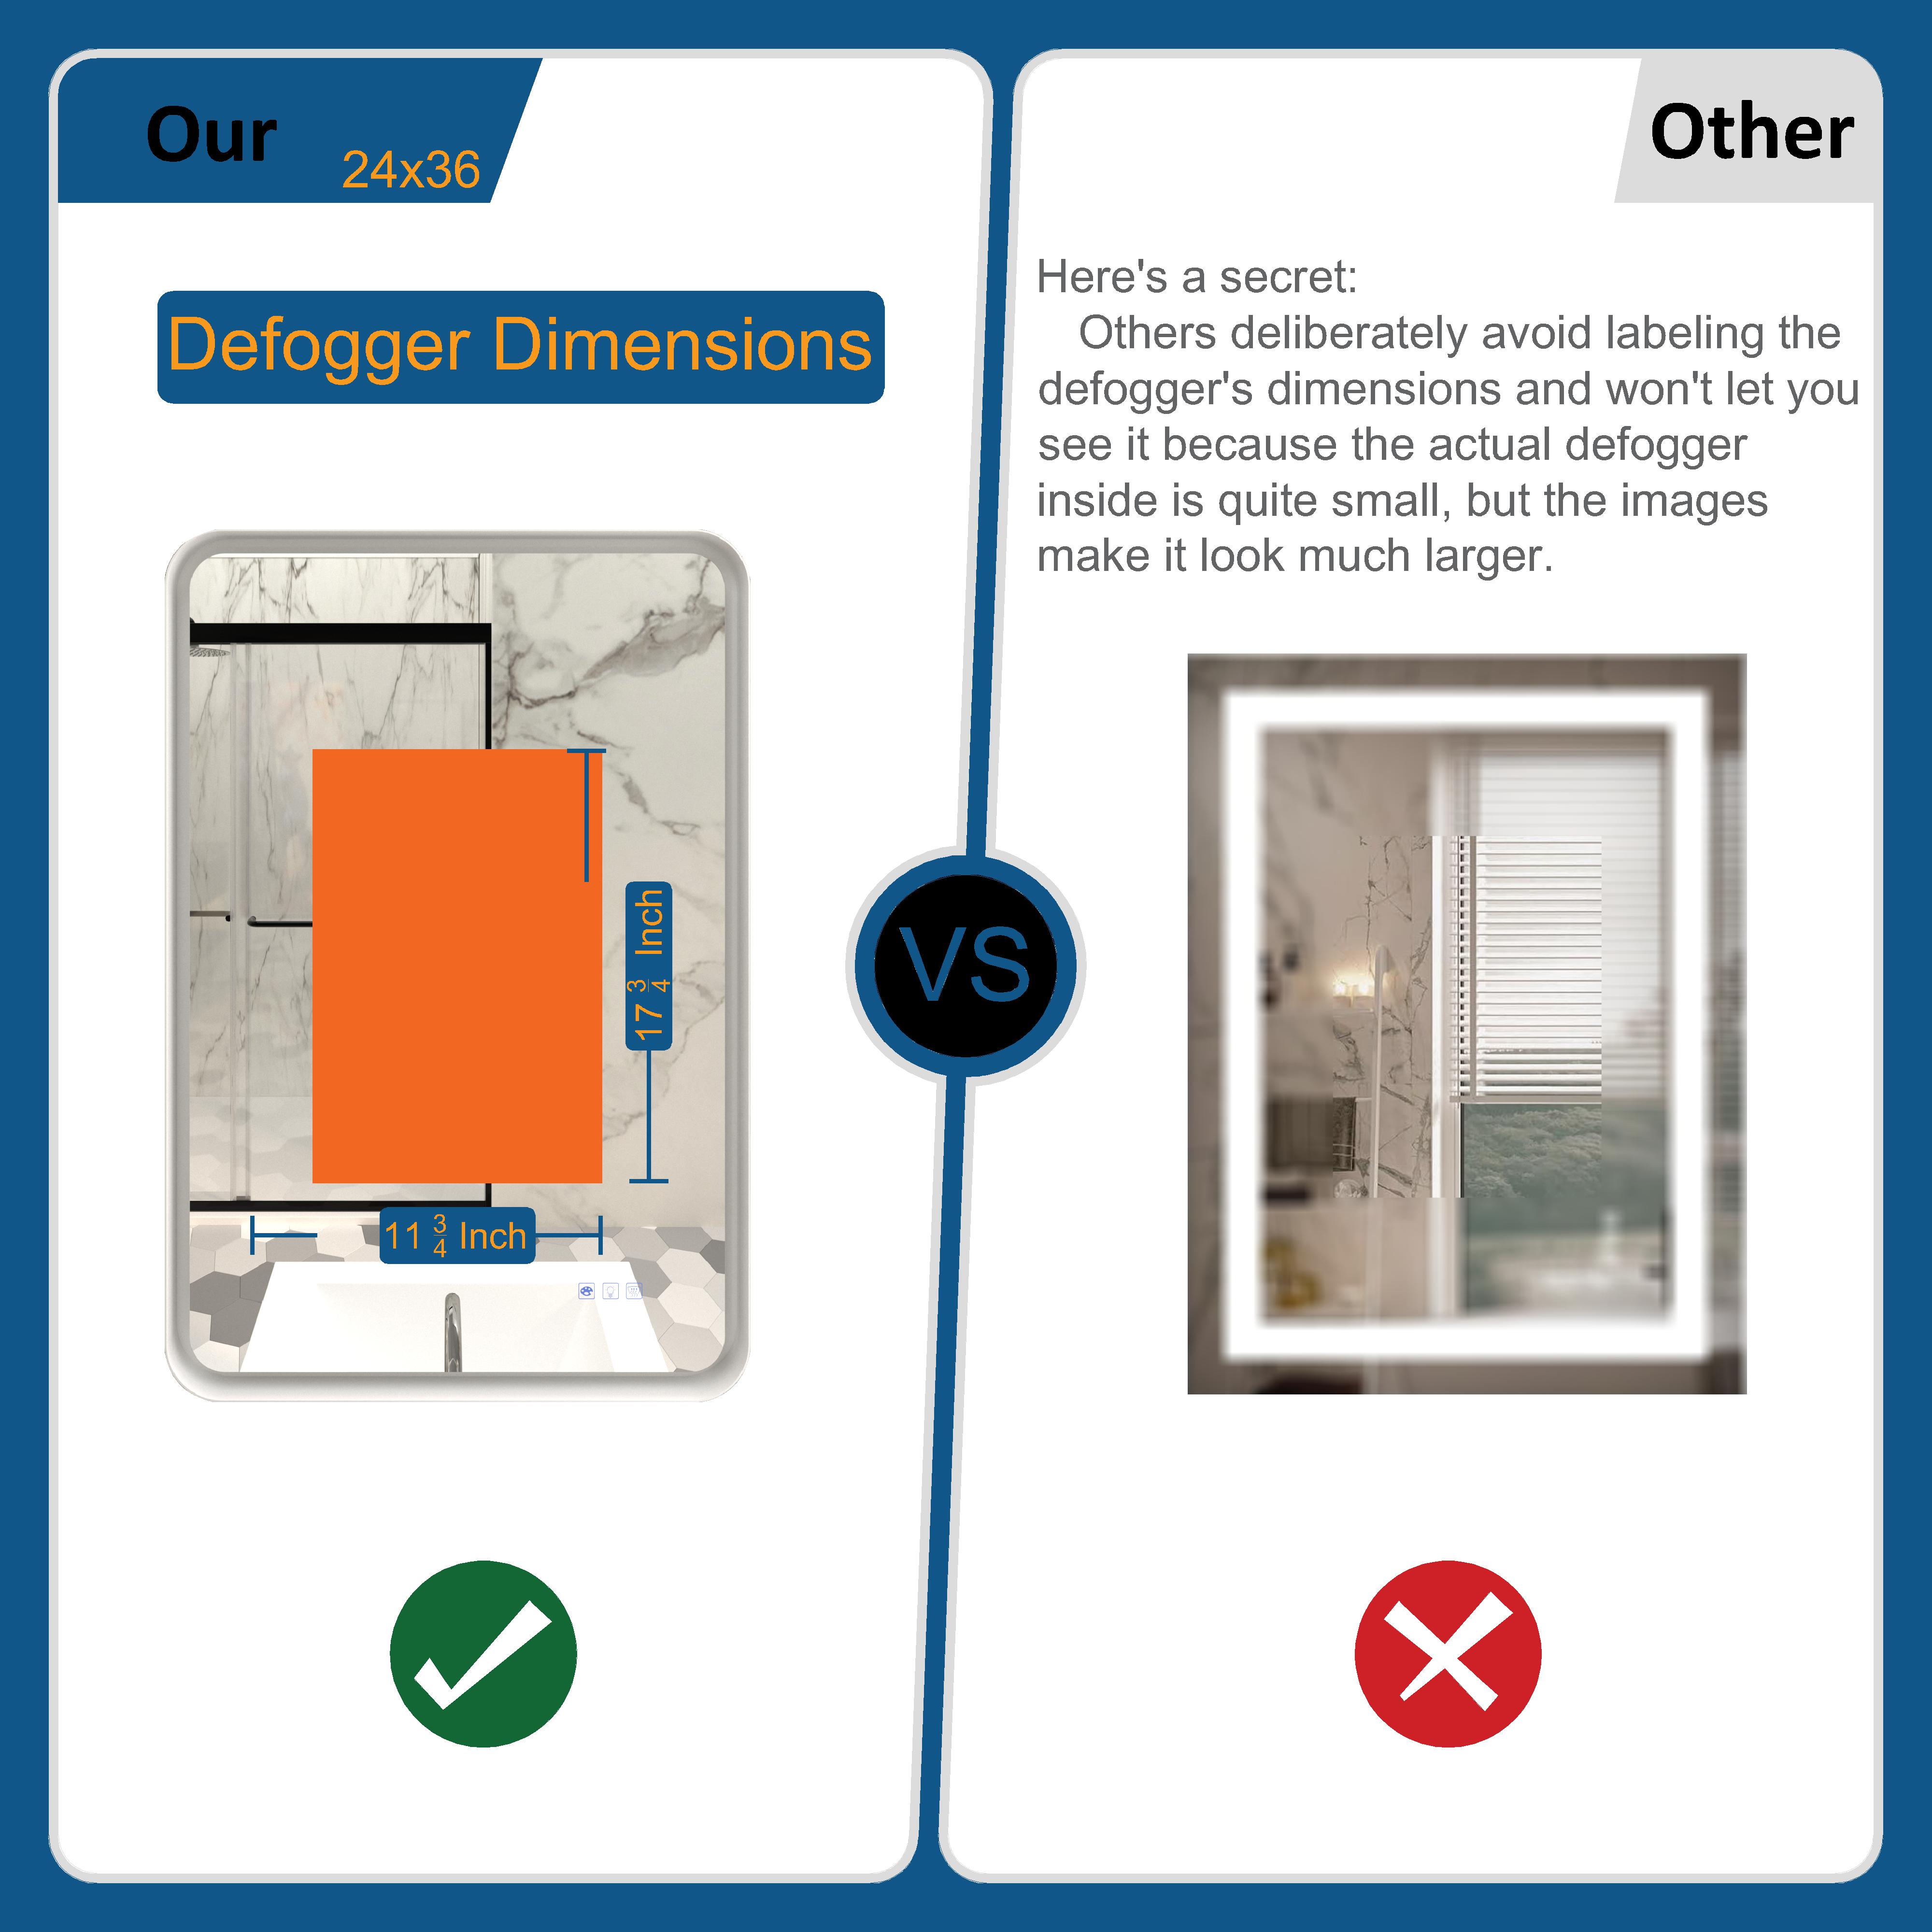 Our
24x36
Defogger Dimensions
17 3/4 Inch
11 3/4 Inch
VS
Other
Here's a secret:
Others deliberately avoid labeling the
defogger's dimensions and won't let you
see it because the actual defogger
inside is quite small, but the images
make it look much larger.